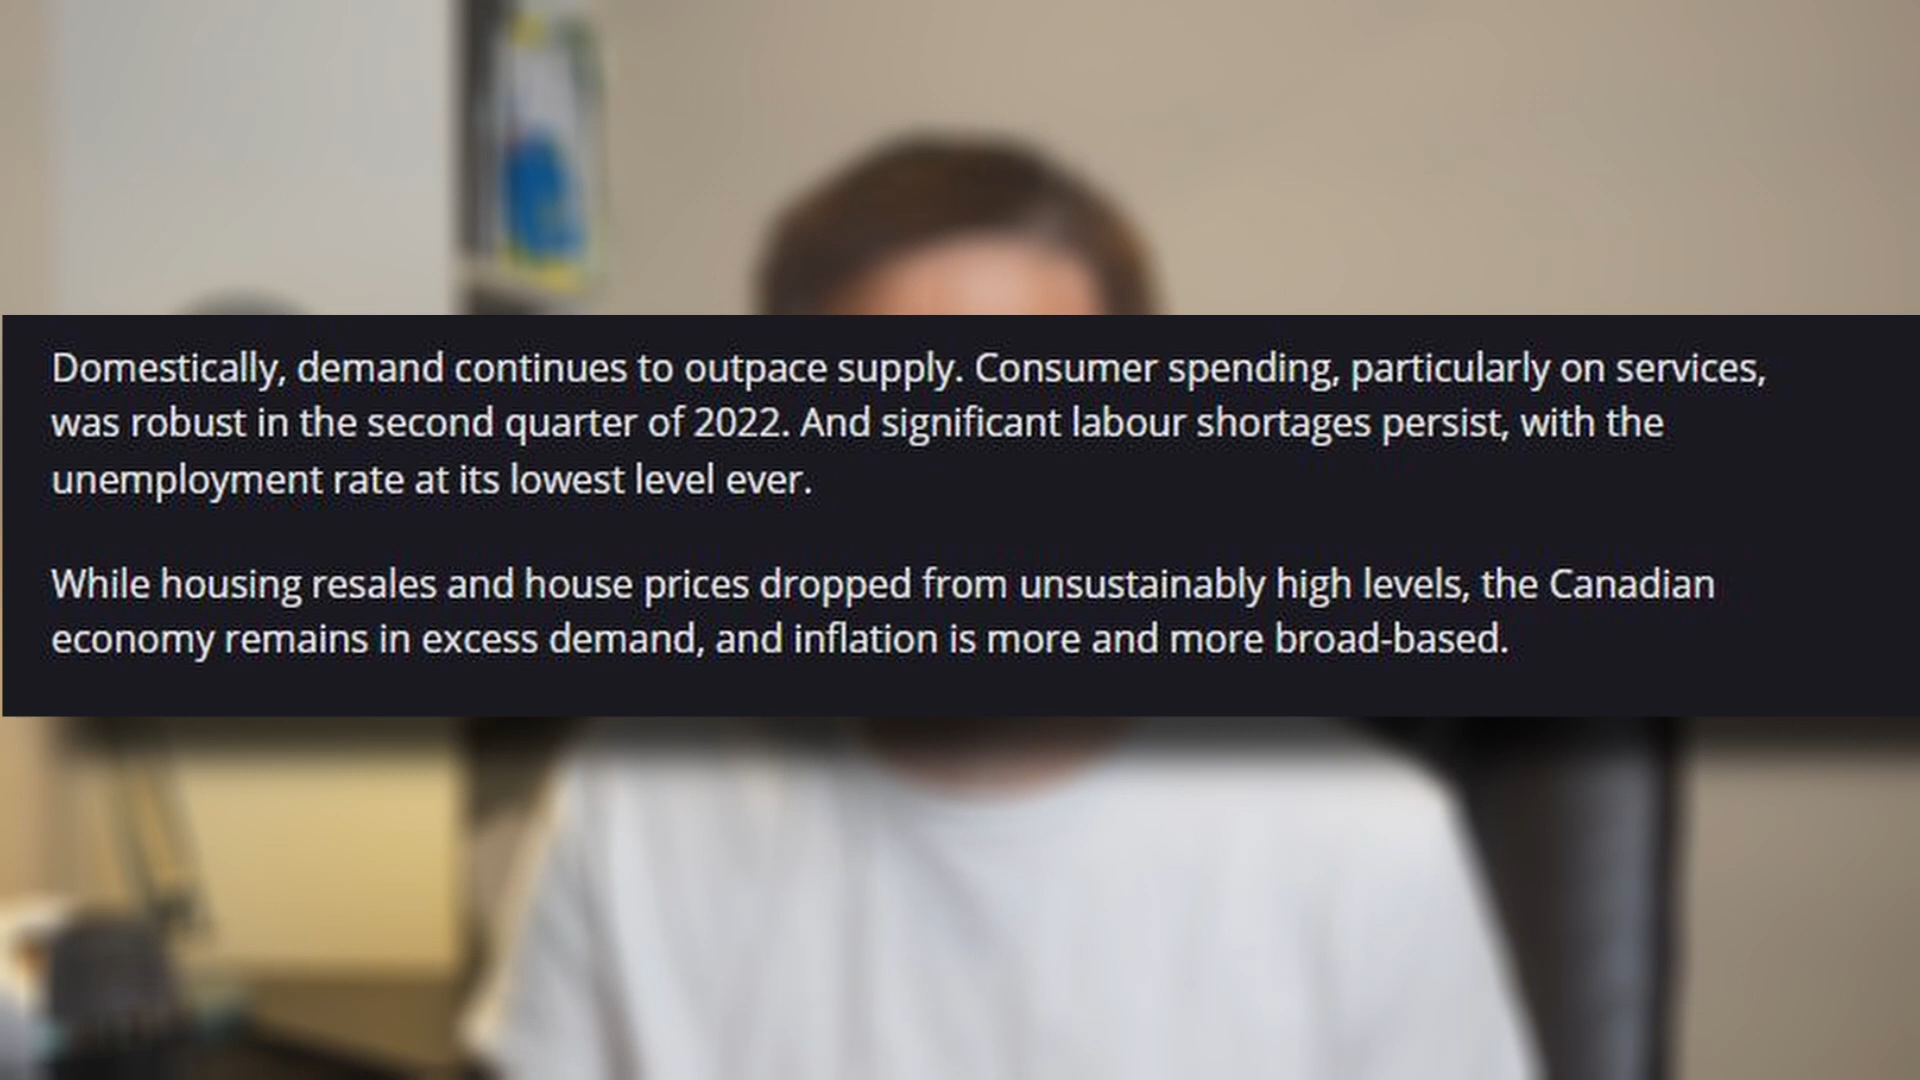 Domestically, demand continues to outpace supply. Consumer spending, particularly on services,
was robust in the second quarter of 2022. And significant labour shortages persist, with the
unemployment rate at its lowest level ever.
While housing resales and house prices dropped from unsustainably high levels, the Canadian
economy remains in excess demand, and inflation is more and more broad-based.